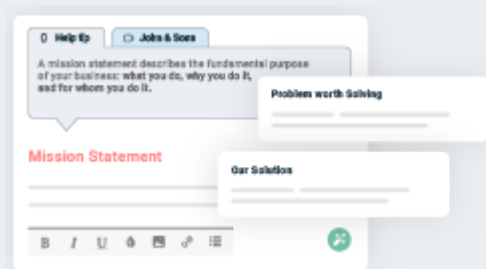 Help tip
John & Sons
A mission statement describes the fundamental purpose
of your business: what you do, why you do it,
and for whom you do it.
Problem worth Solving
Mission Statement
Our Solution
B I U